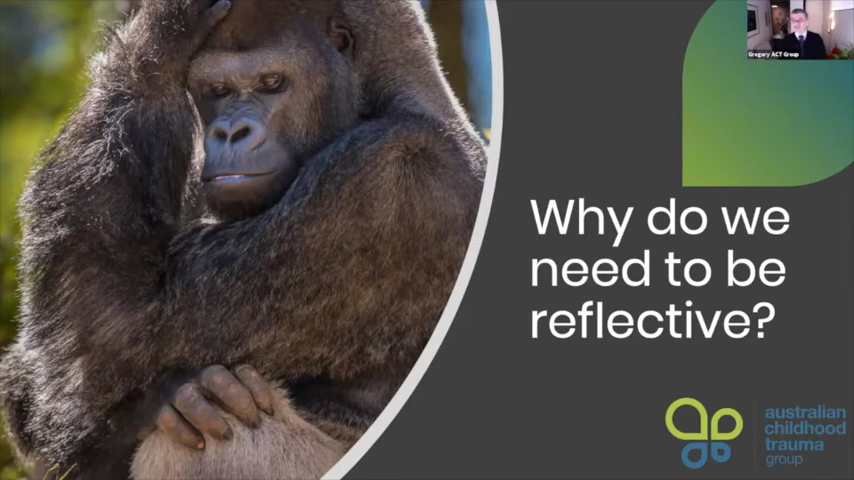 Gregory ACT Group
Why do we
need to be
reflective?
australian
childhood
trauma
group